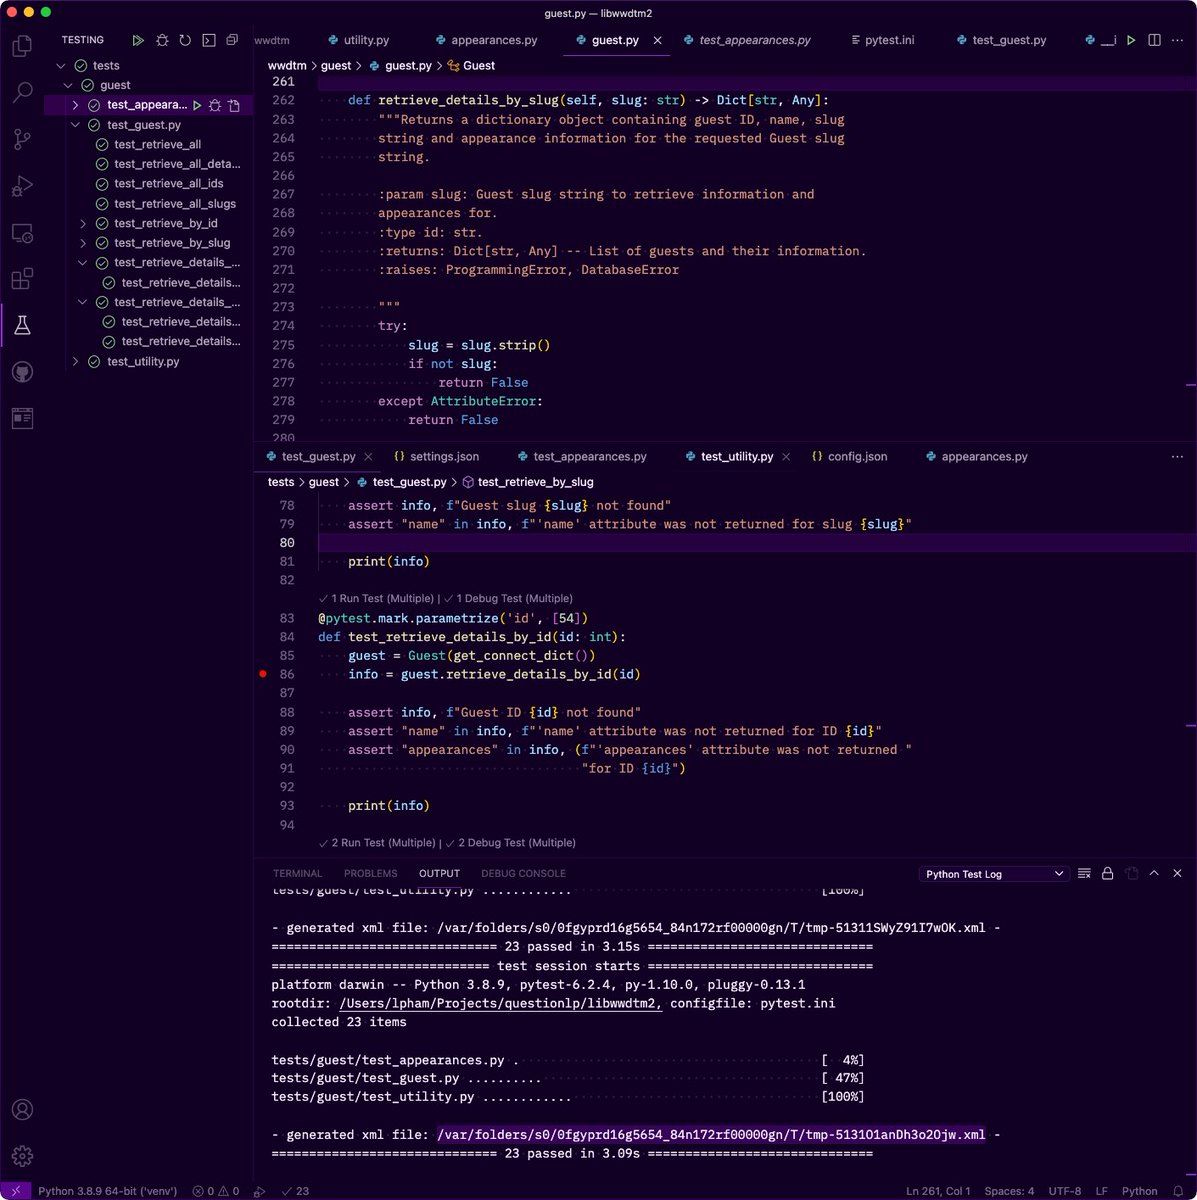 guest.py — libwwdtm2
TESTING
wwdtm
utility.py
appearances.py
guest.py
test_appearances.py
pytest.ini
test_guest.py
__i
tests
guest
test_appeara...
test_guest.py
test_retrieve_all
test_retrieve_all_deta...
test_retrieve_all_ids
test_retrieve_all_slugs
test_retrieve_by_id
test_retrieve_by_slug
test_retrieve_details_...
test_retrieve_details...
test_retrieve_details_...
test_retrieve_details...
test_retrieve_details...
test_utility.py
wwdtm > guest > guest.py > Guest
261
262 def retrieve_details_by_slug(self, slug: str) -> Dict[str, Any]:
263 """Returns a dictionary object containing guest ID, name, slug
264 string and appearance information for the requested Guest slug
265 string.
266
267 :param slug: Guest slug string to retrieve information and
268 appearances for.
269 :type id: str.
270 :returns: Dict[str, Any] -- List of guests and their information.
271 :raises: ProgrammingError, DatabaseError
272
273 """
274 try:
275 slug = slug.strip()
276 if not slug:
277 return False
278 except AttributeError:
279 return False
280
test_guest.py
settings.json
test_appearances.py
test_utility.py
config.json
appearances.py
tests > guest > test_guest.py > test_retrieve_by_slug
78 assert info, f"Guest slug {slug} not found"
79 assert "name" in info, f"'name' attribute was not returned for slug {slug}"
80
81 print(info)
82
✓ 1 Run Test (Multiple) | ✓ 1 Debug Test (Multiple)
83 @pytest.mark.parametrize('id', [54])
84 def test_retrieve_details_by_id(id: int):
85 guest = Guest(get_connect_dict())
86 info = guest.retrieve_details_by_id(id)
87
88 assert info, f"Guest ID {id} not found"
89 assert "name" in info, f"'name' attribute was not returned for ID {id}"
90 assert "appearances" in info, (f"'appearances' attribute was not returned "
91 "for ID {id}")
92
93 print(info)
94
✓ 2 Run Test (Multiple) | ✓ 2 Debug Test (Multiple)
TERMINAL PROBLEMS OUTPUT DEBUG CONSOLE Python Test Log
tests/guest/test_utility.py ............ [100%]
- generated xml file: /var/folders/s0/0fgyprd16g5654_84n172rf00000gn/T/tmp-51311SWyZ91I7wOK.xml -
============================== 23 passed in 3.15s ==============================
============================= test session starts ==============================
platform darwin -- Python 3.8.9, pytest-6.2.4, py-1.10.0, pluggy-0.13.1
rootdir: /Users/lpham/Projects/questionlp/libwwdtm2, configfile: pytest.ini
collected 23 items
tests/guest/test_appearances.py . [ 4%]
tests/guest/test_guest.py .......... [ 47%]
tests/guest/test_utility.py ............ [100%]
- generated xml file: /var/folders/s0/0fgyprd16g5654_84n172rf00000gn/T/tmp-51310lanDh3o2Ojw.xml -
============================== 23 passed in 3.09s ==============================
Python 3.8.9 64-bit ('venv') 0 0 ✓ 23 Ln 261, Col 1 Spaces: 4 UTF-8 LF Python